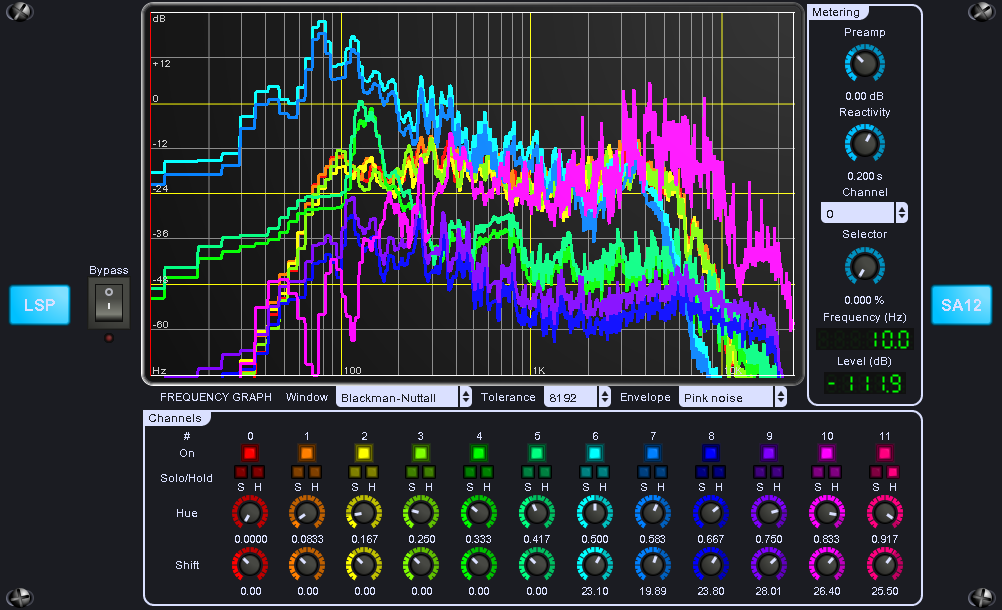 dB
+12
0
-12
-24
-36
-48
-60
Hz
100
1K
Metering
Preamp
0.00 dB
Reactivity
0.200 s
Channel
0
Selector
0.000 %
Frequency (Hz)
10.0
Level (dB)
-111.9
Bypass
LSP
SA12
FREQUENCY GRAPH Window Blackman-Nuttall Tolerance 8192 Envelope Pink noise
Channels
# 0 1 2 3 4 5 6 7 8 9 10 11
On
Solo/Hold
S H S H S H S H S H S H S H S H S H S H S H S H
Hue
0.0000 0.0833 0.167 0.250 0.333 0.417 0.500 0.583 0.667 0.750 0.833 0.917
Shift
0.00 0.00 0.00 0.00 0.00 0.00 23.10 19.89 23.80 28.01 26.40 25.50